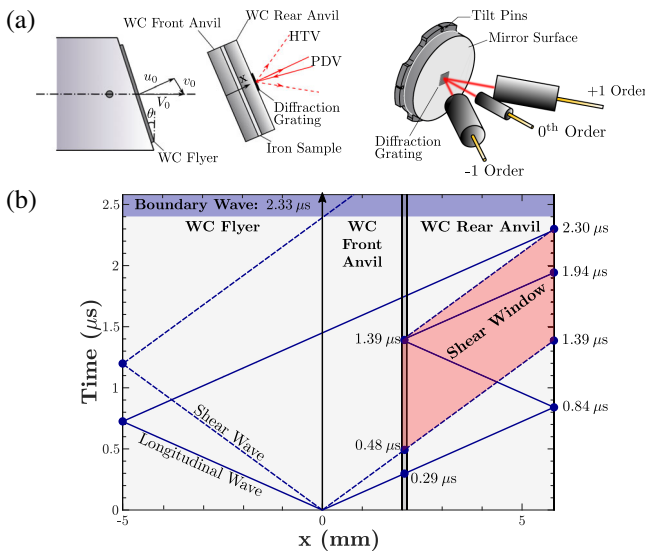 (a)
WC Front Anvil
WC Rear Anvil
HTV
PDV
u0
v0
V0
θ
x
WC Flyer
Diffraction
Grating
Iron Sample
Tilt Pins
Mirror Surface
+1 Order
0th Order
-1 Order
Diffraction
Grating
(b)
Boundary Wave: 2.33 μs
WC Flyer
WC
Front
Anvil
WC Rear Anvil
2.30 μs
1.94 μs
Shear Window
1.39 μs
1.39 μs
0.84 μs
0.48 μs
0.29 μs
Shear Wave
Longitudinal Wave
Time (μs)
2.5
2
1.5
1
0.5
0
-5
0
5
x (mm)